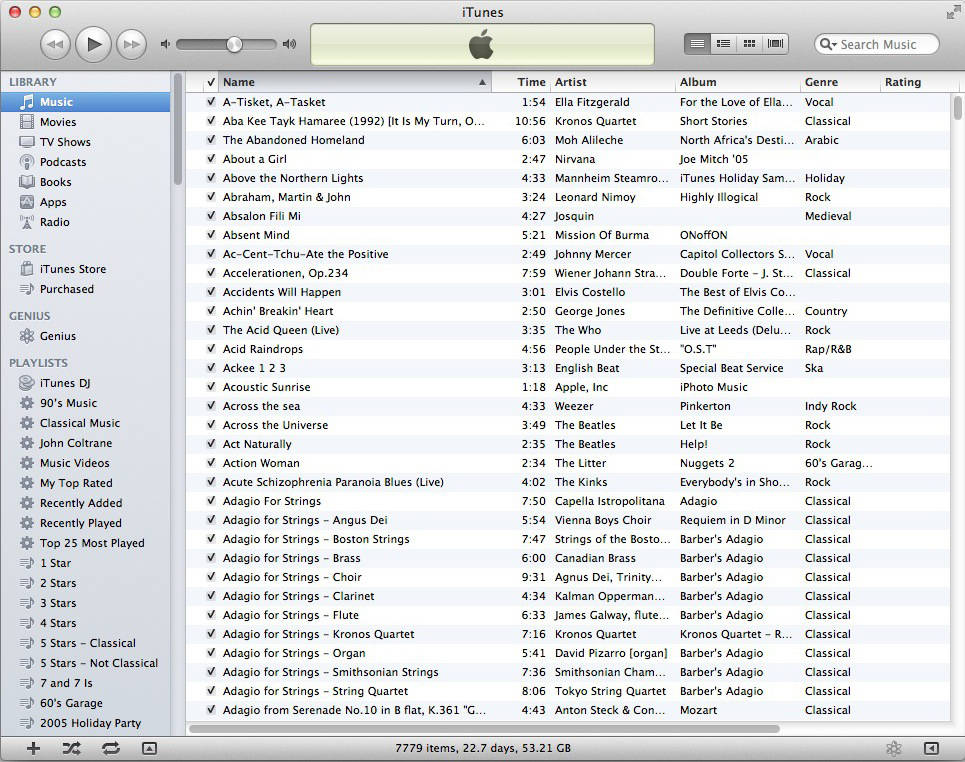 iTunes
Search Music
LIBRARY
Music
Movies
TV Shows
Podcasts
Books
Apps
Radio
STORE
iTunes Store
Purchased
GENIUS
Genius
PLAYLISTS
iTunes DJ
90's Music
Classical Music
John Coltrane
Music Videos
My Top Rated
Recently Added
Recently Played
Top 25 Most Played
1 Star
2 Stars
3 Stars
4 Stars
5 Stars - Classical
5 Stars - Not Classical
7 and 7 Is
60's Garage
2005 Holiday Party
✓ Name Time Artist Album Genre Rating
✓ A-Tisket, A-Tasket 1:54 Ella Fitzgerald For the Love of Ella... Vocal
✓ Aba Kee Tayk Hamaree (1992) [It Is My Turn, O... 10:56 Kronos Quartet Short Stories Classical
✓ The Abandoned Homeland 6:03 Moh Alileche North Africa's Desti... Arabic
✓ About a Girl 2:47 Nirvana Joe Mitch '05
✓ Above the Northern Lights 4:33 Mannheim Steamro... iTunes Holiday Sam... Holiday
✓ Abraham, Martin & John 3:24 Leonard Nimoy Highly Illogical Rock
✓ Absalon Fili Mi 4:27 Josquin Medieval
✓ Absent Mind 5:21 Mission Of Burma ONoffON
✓ Ac-Cent-Tchu-Ate the Positive 2:49 Johnny Mercer Capitol Collectors S... Vocal
✓ Accelerationen, Op.234 7:59 Wiener Johann Stra... Double Forte - J. St... Classical
✓ Accidents Will Happen 3:01 Elvis Costello The Best of Elvis Co...
✓ Achin' Breakin' Heart 2:50 George Jones The Definitive Colle... Country
✓ The Acid Queen (Live) 3:35 The Who Live at Leeds (Delu... Rock
✓ Acid Raindrops 4:56 People Under the St... "O.S.T" Rap/R&B
✓ Ackee 1 2 3 3:13 English Beat Special Beat Service Ska
✓ Acoustic Sunrise 1:18 Apple, Inc iPhoto Music
✓ Across the sea 4:33 Weezer Pinkerton Indy Rock
✓ Across the Universe 3:49 The Beatles Let It Be Rock
✓ Act Naturally 2:35 The Beatles Help! Rock
✓ Action Woman 2:34 The Litter Nuggets 2 60's Garag...
✓ Acute Schizophrenia Paranoia Blues (Live) 4:02 The Kinks Everybody's in Sho... Rock
✓ Adagio For Strings 7:50 Capella Istropolitana Adagio Classical
✓ Adagio for Strings - Angus Dei 5:54 Vienna Boys Choir Requiem in D Minor Classical
✓ Adagio for Strings - Boston Strings 7:47 Strings of the Bosto... Barber's Adagio Classical
✓ Adagio for Strings - Brass 6:00 Canadian Brass Barber's Adagio Classical
✓ Adagio for Strings - Choir 9:31 Agnus Dei, Trinity... Barber's Adagio Classical
✓ Adagio for Strings - Clarinet 4:34 Kalman Opperman... Barber's Adagio Classical
✓ Adagio for Strings - Flute 6:33 James Galway, flute... Barber's Adagio Classical
✓ Adagio for Strings - Kronos Quartet 7:16 Kronos Quartet Kronos Quartet - R... Classical
✓ Adagio for Strings - Organ 5:41 David Pizarro [organ] Barber's Adagio Classical
✓ Adagio for Strings - Smithsonian Strings 7:36 Smithsonian Cham... Barber's Adagio Classical
✓ Adagio for Strings - String Quartet 8:06 Tokyo String Quartet Barber's Adagio Classical
✓ Adagio from Serenade No.10 in B flat, K.361 "G... 4:43 Anton Steck & Con... Mozart Classical
7779 items, 22.7 days, 53.21 GB